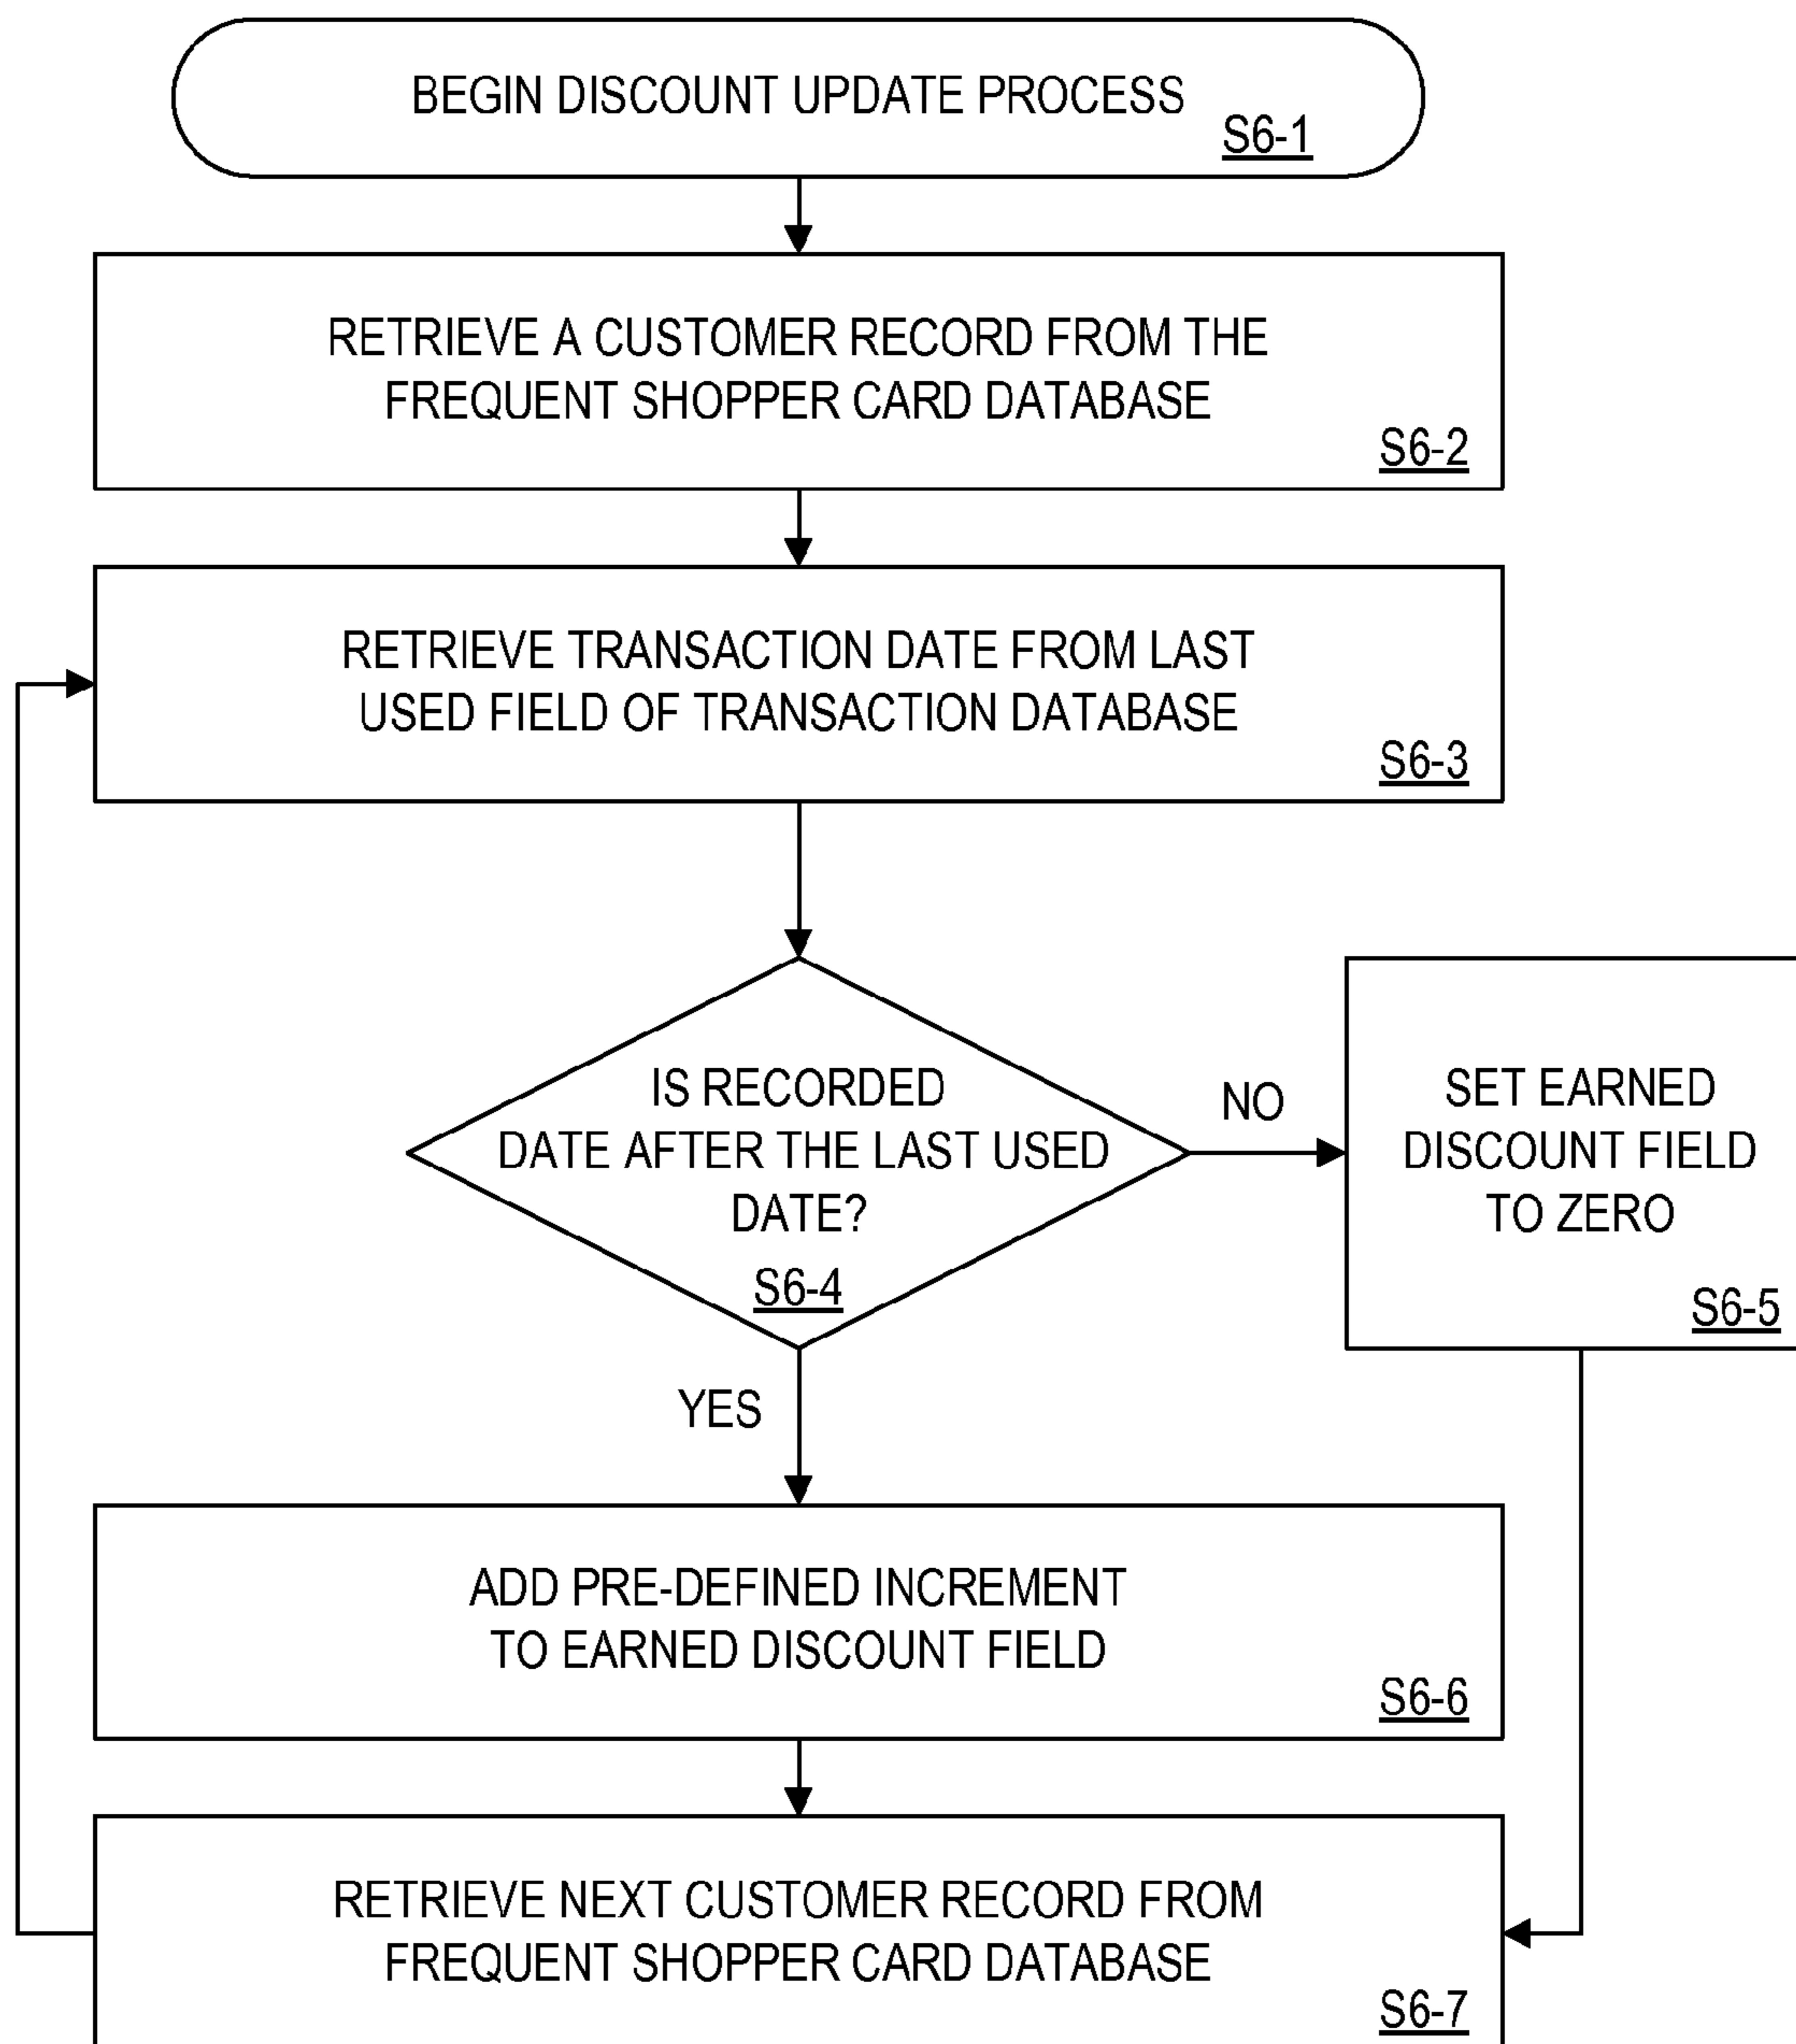 BEGIN DISCOUNT UPDATE PROCESS
S6-1
RETRIEVE A CUSTOMER RECORD FROM THE
FREQUENT SHOPPER CARD DATABASE
S6-2
RETRIEVE TRANSACTION DATE FROM LAST
USED FIELD OF TRANSACTION DATABASE
S6-3
IS RECORDED
DATE AFTER THE LAST USED
DATE?
S6-4
NO
SET EARNED
DISCOUNT FIELD
TO ZERO
S6-5
YES
ADD PRE-DEFINED INCREMENT
TO EARNED DISCOUNT FIELD
S6-6
RETRIEVE NEXT CUSTOMER RECORD FROM
FREQUENT SHOPPER CARD DATABASE
S6-7